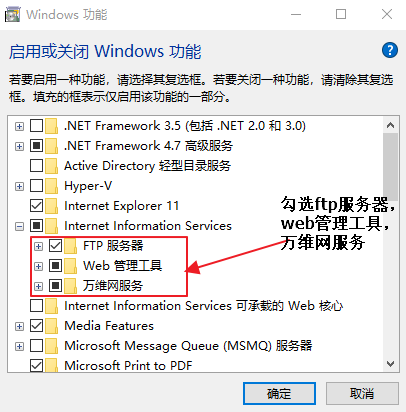 Windows 功能
启用或关闭 Windows 功能
若要启用一种功能，请选择其复选框。若要关闭一种功能，请清除其复选
框。填充的框表示仅启用该功能的一部分。
.NET Framework 3.5 (包括 .NET 2.0 和 3.0)
.NET Framework 4.7 高级服务
Active Directory 轻型目录服务
Hyper-V
Internet Explorer 11
Internet Information Services
FTP 服务器
Web 管理工具
万维网服务
勾选ftp服务器，
web管理工具，
万维网服务
Internet Information Services 可承载的 Web 核心
Media Features
Microsoft Message Queue (MSMQ) 服务器
Microsoft Print to PDF
确定
取消